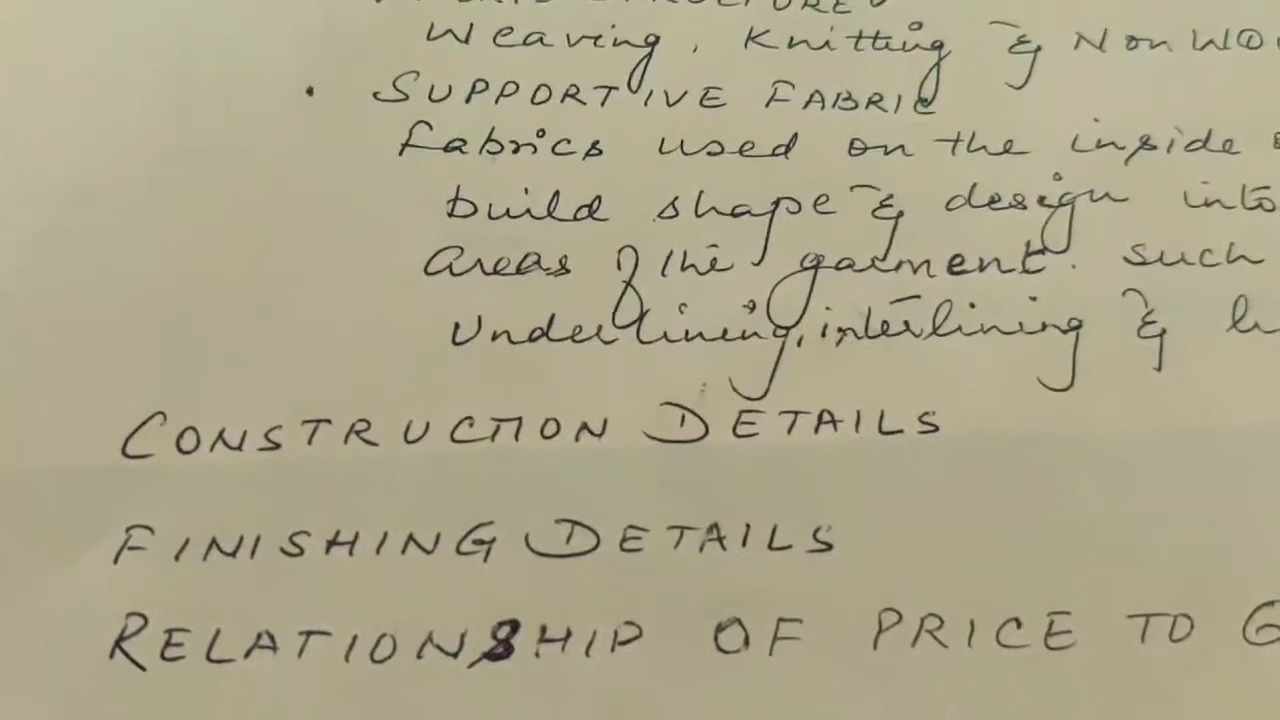 Weaving, Knitting & Non
• SUPPORTIVE FABRIC
fabrics used on the inside
build shape & design into
areas of the garment. such
Underlining, interlining &
CONSTRUCTION DETAILS
FINISHING DETAILS
RELATIONSHIP OF PRICE TO